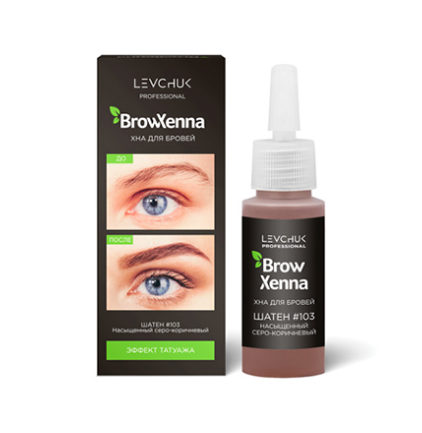 LEVCHUK
PROFESSIONAL
BrowXenna
ХНА ДЛЯ БРОВЕЙ
ДО
ПОСЛЕ
ШАТЕН #103
Насыщенный серо-коричневый
ЭФФЕКТ ТАТУАЖА
LEVCHUK
PROFESSIONAL
Brow
Xenna
ХНА ДЛЯ БРОВЕЙ
ШАТЕН #103
НАСЫЩЕННЫЙ
СЕРО-КОРИЧНЕВЫЙ